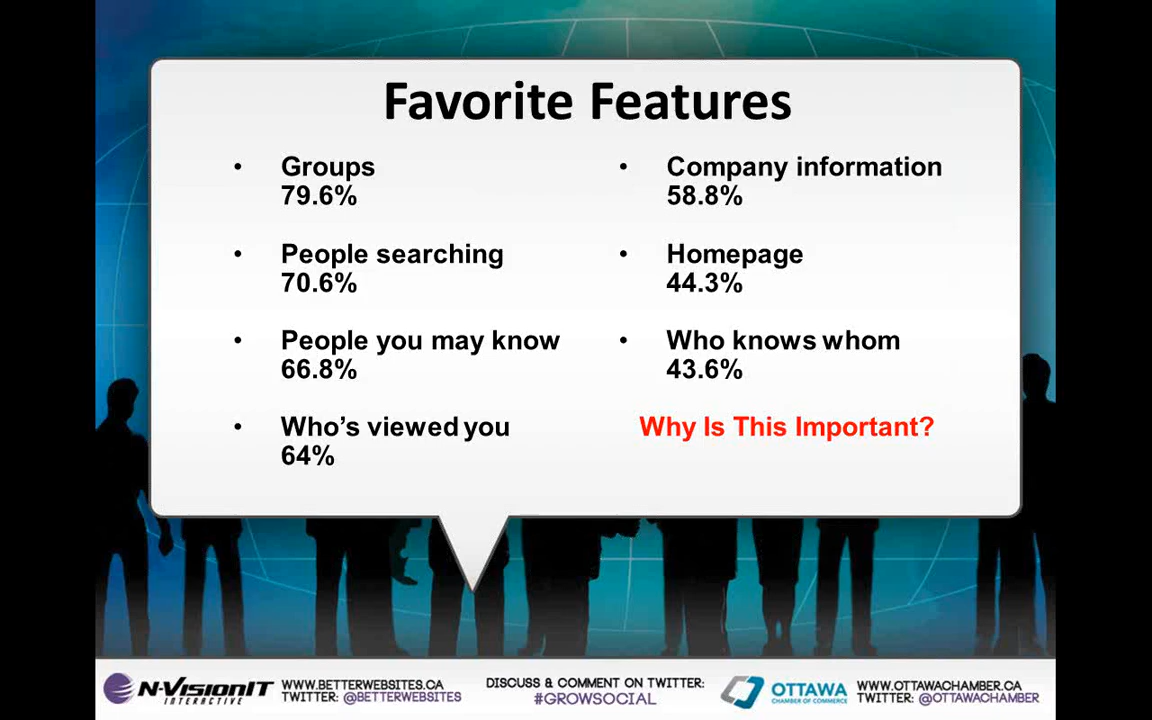 Favorite Features
• Groups
79.6%
• People searching
70.6%
• People you may know
66.8%
• Who’s viewed you
64%
• Company information
58.8%
• Homepage
44.3%
• Who knows whom
43.6%
Why Is This Important?
N-VISIONIT
INTERACTIVE
WWW.BETTERWEBSITES.CA
TWITTER: @BETTERWEBSITES
DISCUSS & COMMENT ON TWITTER:
#GROWSOCIAL
OTTAWA
CHAMBER OF COMMERCE
WWW.OTTAWACHAMBER.CA
TWITTER: @OTTAWACHAMBER